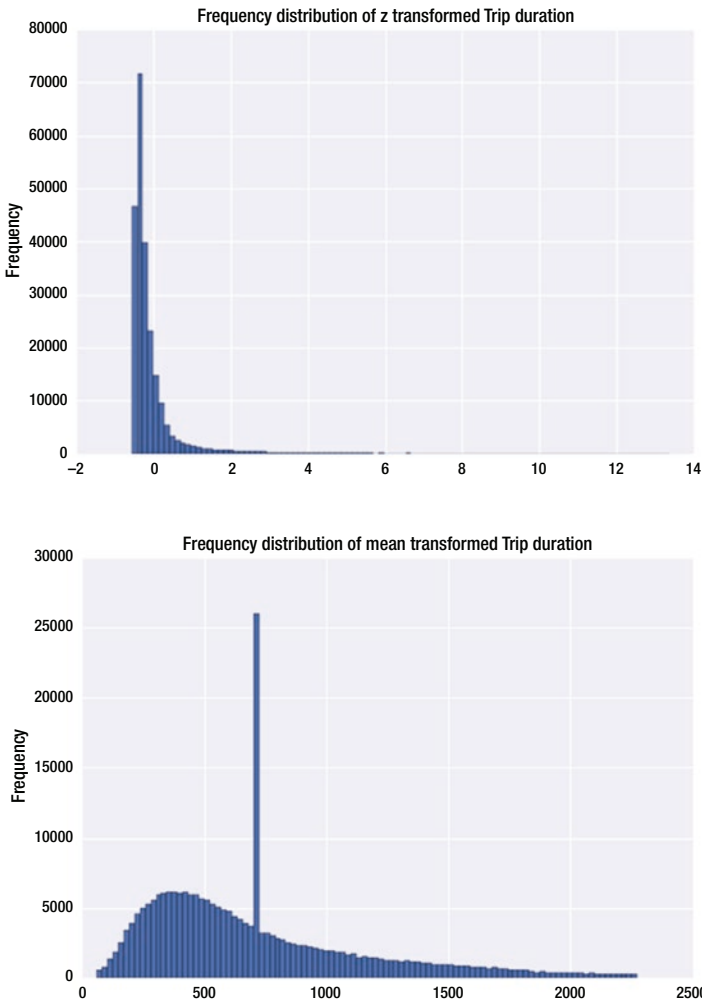 Frequency distribution of z transformed Trip duration
80000
70000
60000
50000
40000
30000
20000
10000
0
Frequency
–2 0 2 4 6 8 10 12 14
Frequency distribution of mean transformed Trip duration
30000
25000
20000
15000
10000
5000
0
Frequency
0 500 1000 1500 2000 2500